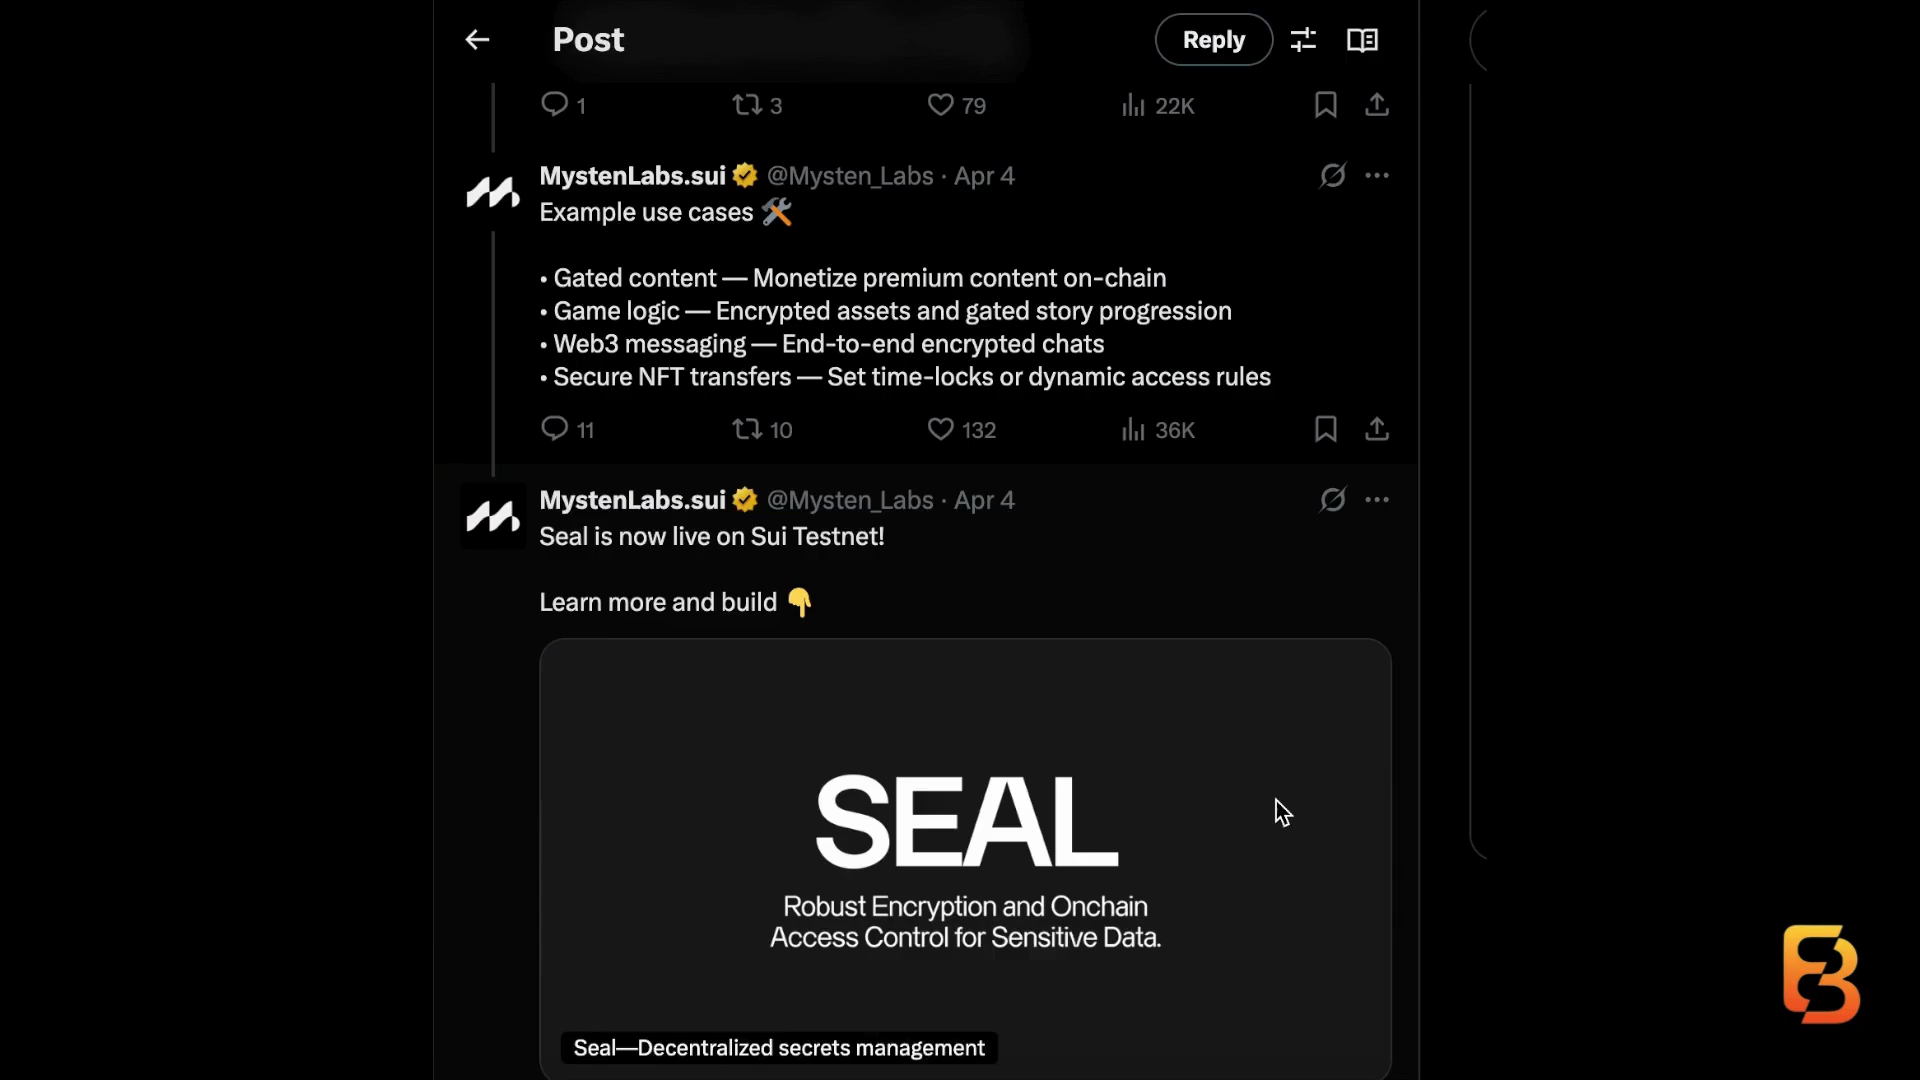 Post
Reply
1
3
79
22K
MystenLabs.sui @Mysten_Labs · Apr 4
Example use cases 🛠️
• Gated content — Monetize premium content on-chain
• Game logic — Encrypted assets and gated story progression
• Web3 messaging — End-to-end encrypted chats
• Secure NFT transfers — Set time-locks or dynamic access rules
11
10
132
36K
MystenLabs.sui @Mysten_Labs · Apr 4
Seal is now live on Sui Testnet!
Learn more and build 👇
SEAL
Robust Encryption and Onchain
Access Control for Sensitive Data.
Seal—Decentralized secrets management